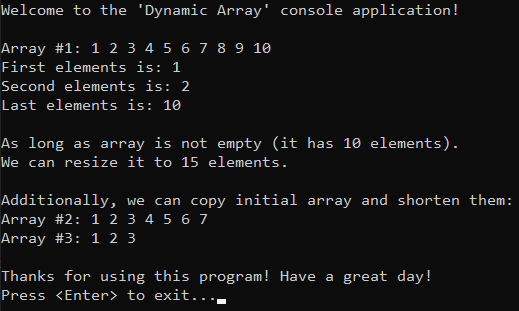 Welcome to the 'Dynamic Array' console application!
Array #1: 1 2 3 4 5 6 7 8 9 10
First elements is: 1
Second elements is: 2
Last elements is: 10
As long as array is not empty (it has 10 elements).
We can resize it to 15 elements.
Additionally, we can copy initial array and shorten them:
Array #2: 1 2 3 4 5 6 7
Array #3: 1 2 3
Thanks for using this program! Have a great day!
Press <Enter> to exit...